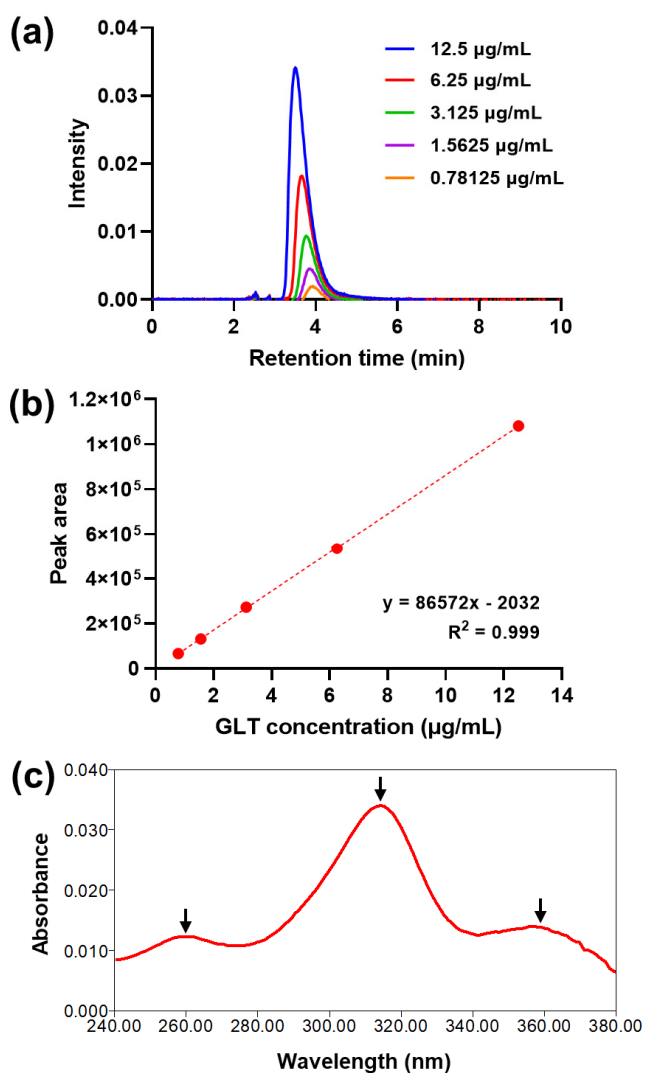 (a)
0.04
0.03
0.02
0.01
0.00
Intensity
12.5 µg/mL
6.25 µg/mL
3.125 µg/mL
1.5625 µg/mL
0.78125 µg/mL
0 2 4 6 8 10
Retention time (min)
(b)
1.2×10⁶
1×10⁶
8×10⁵
6×10⁵
4×10⁵
2×10⁵
0
Peak area
y = 86572x - 2032
R² = 0.999
0 2 4 6 8 10 12 14
GLT concentration (µg/mL)
(c)
0.040
0.030
0.020
0.010
0.000
Absorbance
240.00 260.00 280.00 300.00 320.00 340.00 360.00 380.00
Wavelength (nm)